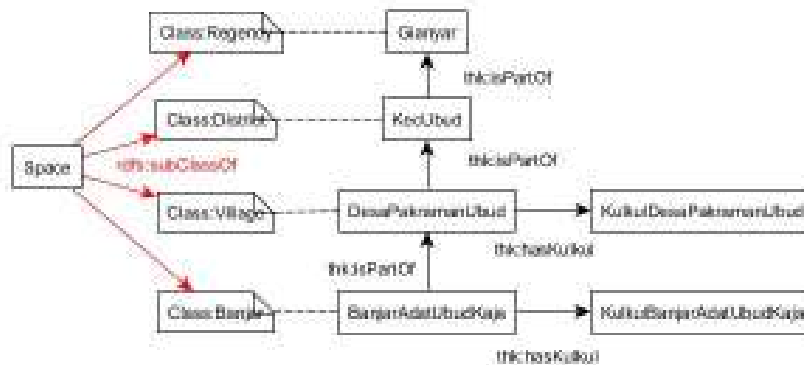 Class:Regency
Gianyar
thk:isPartOf
Class:District
KecUbud
rdfs:subClassOf
thk:isPartOf
Space
Class:Village
DesaPakramanUbud
KulkulDesaPakramanUbud
thk:hasKulkul
thk:isPartOf
Class:Banjar
BanjarAdatUbudKaja
KulkulBanjarAdatUbudKaja
thk:hasKulkul